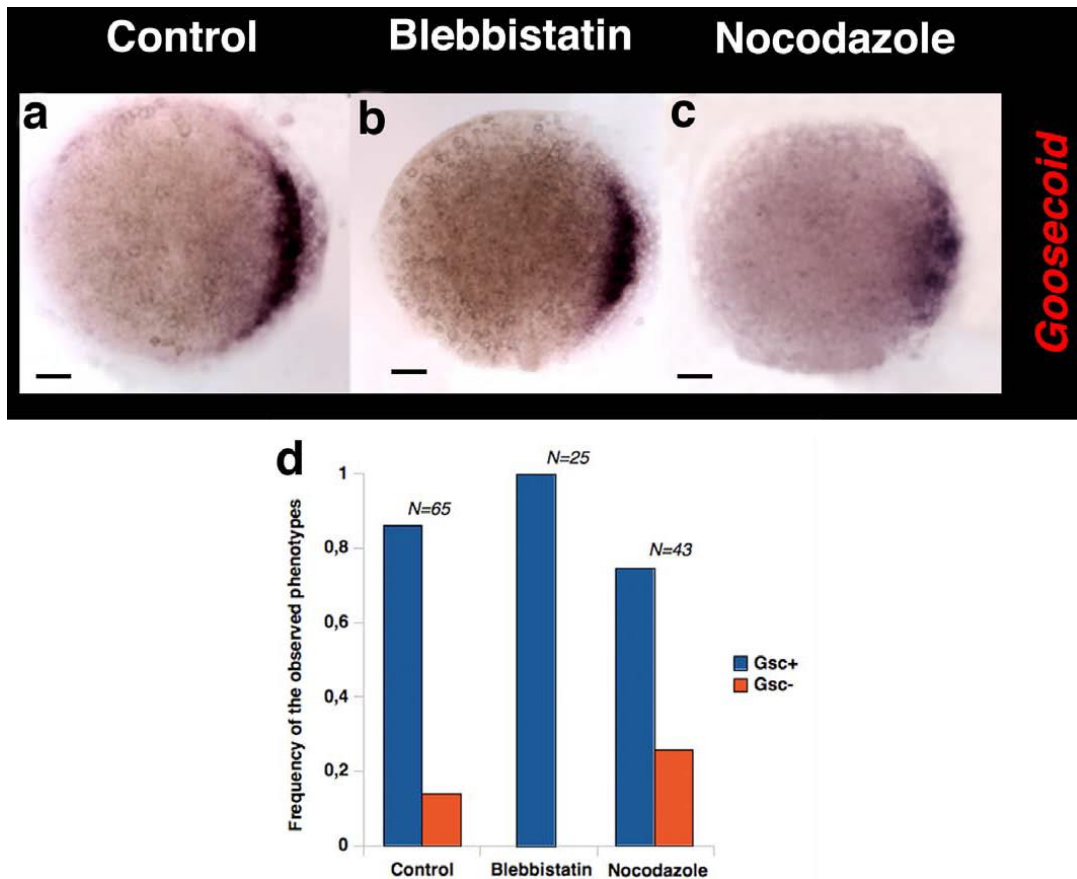 Control
Blebbistatin
Nocodazole
a
b
c
Goosecoid
d
Frequency of the observed phenotypes
1
0,8
0,6
0,4
0,2
0
N=65
N=25
N=43
Gsc+
Gsc-
Control
Blebbistatin
Nocodazole